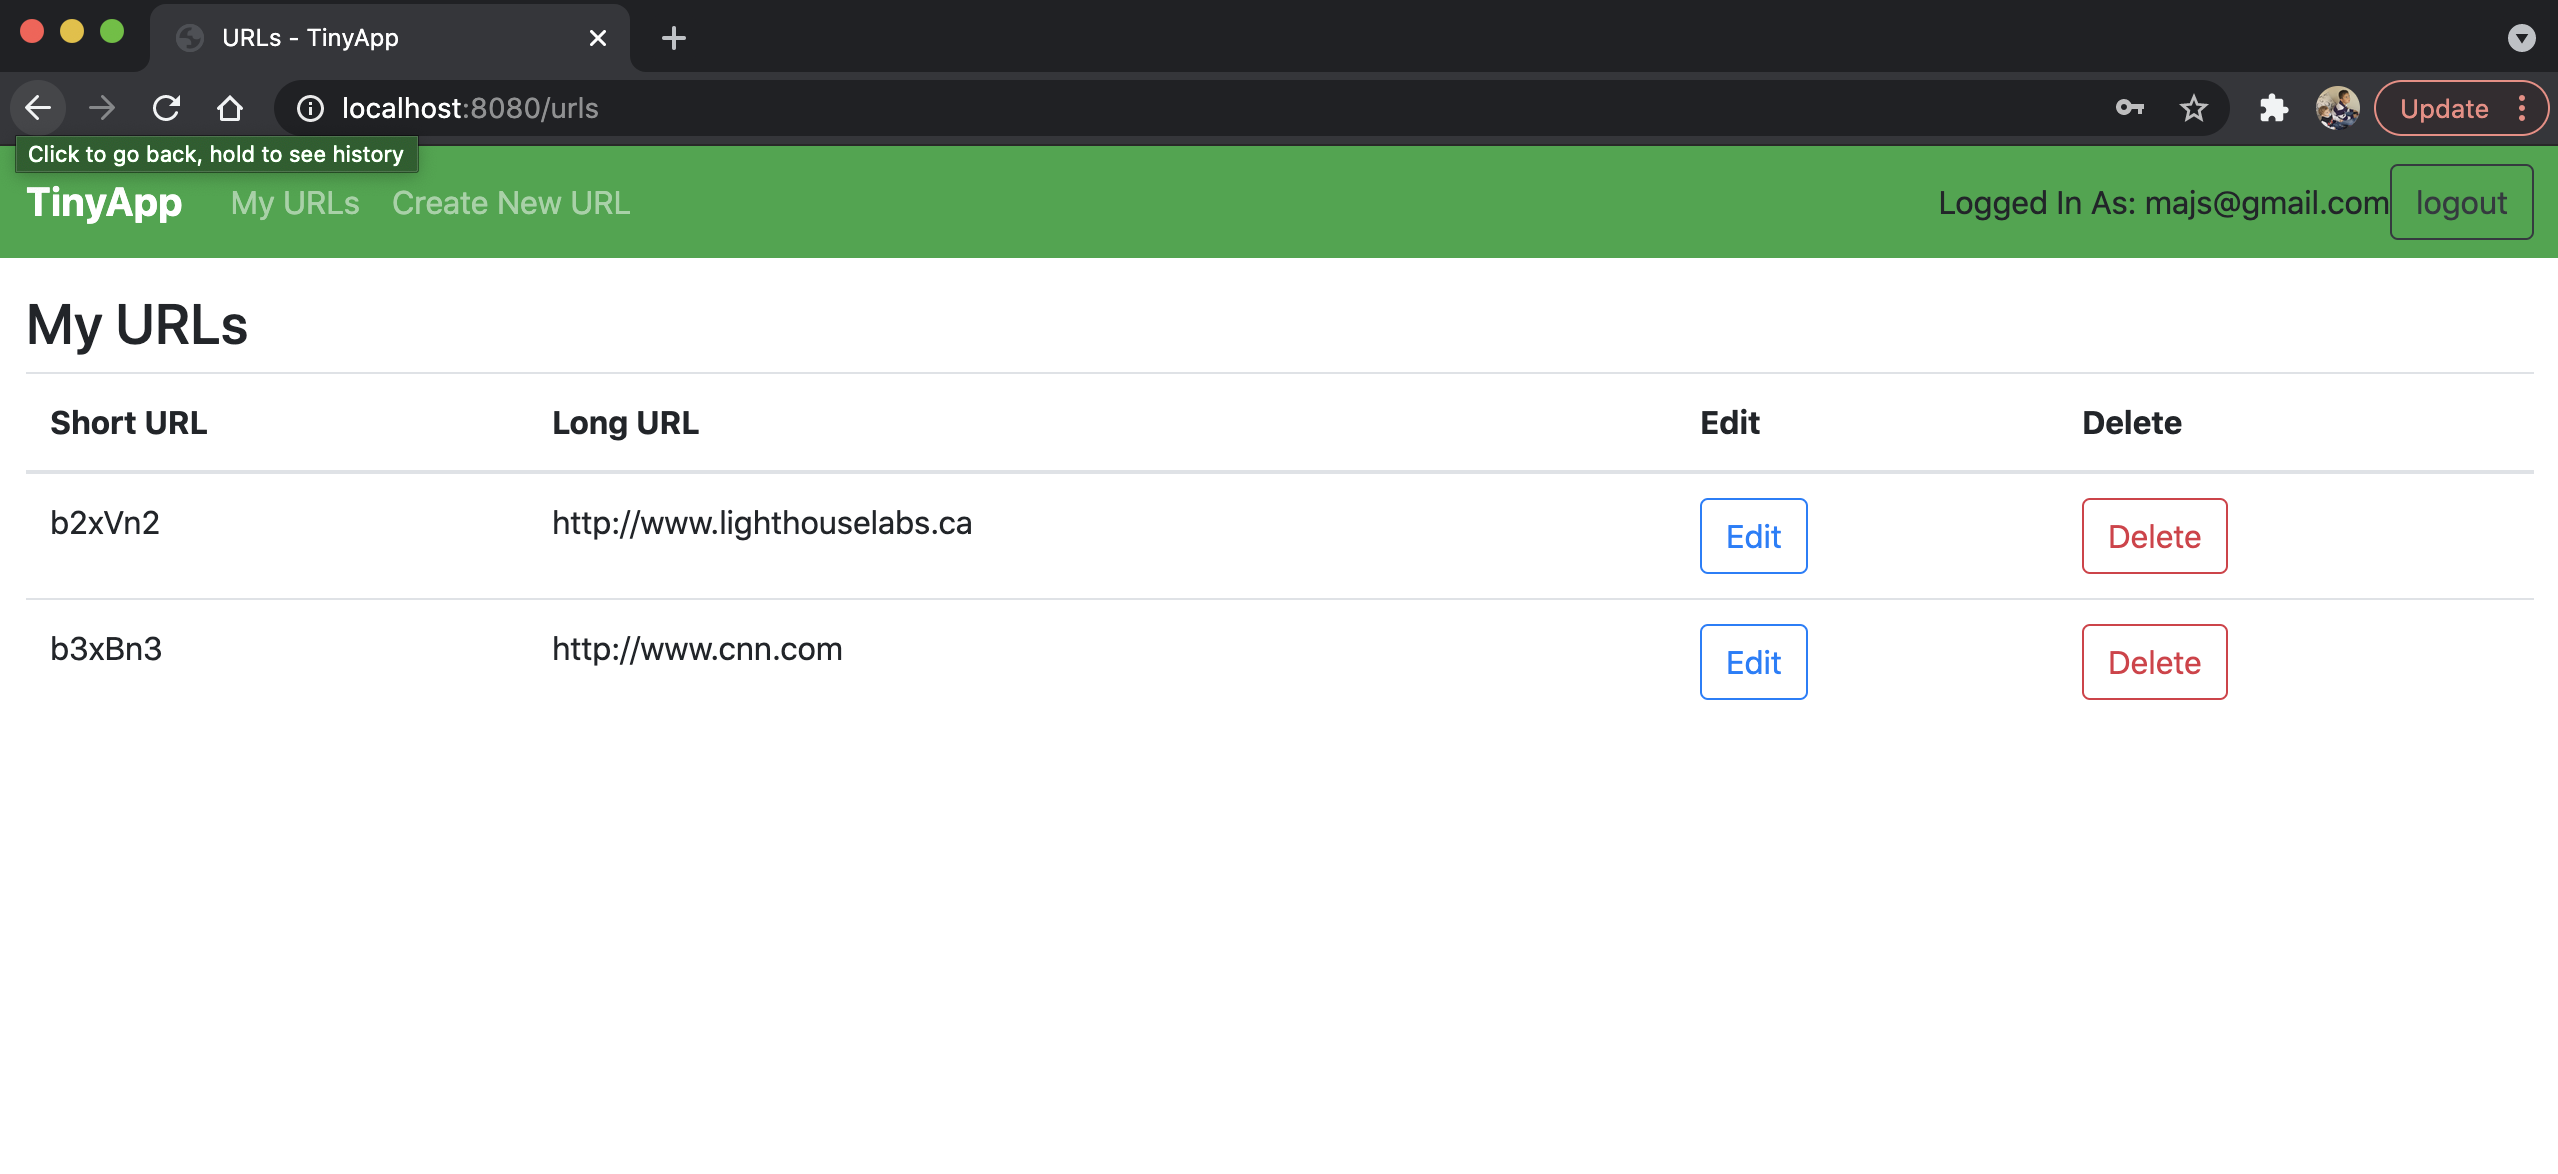 URLs - TinyApp
localhost:8080/urls
Update
Click to go back, hold to see history
TinyApp My URLs Create New URL Logged In As: majs@gmail.com logout
My URLs
Short URL Long URL Edit Delete
b2xVn2 http://www.lighthouselabs.ca Edit Delete
b3xBn3 http://www.cnn.com Edit Delete